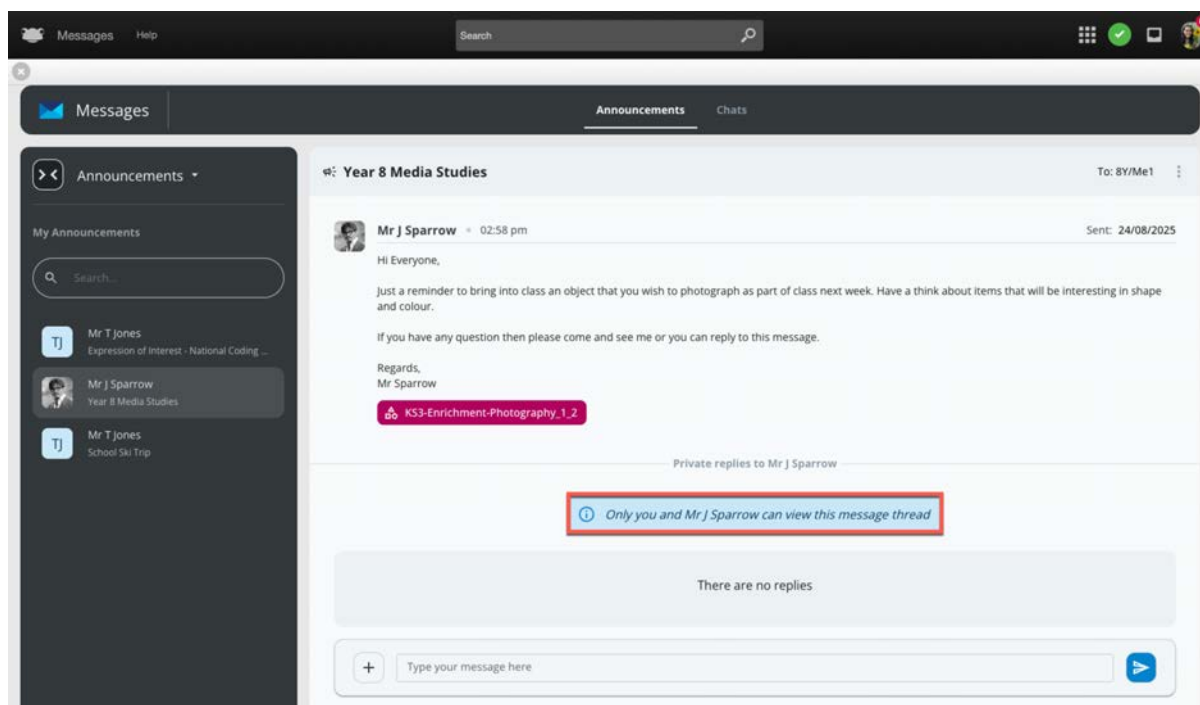 Messages
Help
Search
Messages
Announcements
Chats
Announcements
My Announcements
Search...
Mr T Jones
Expression of Interest - National Coding ...
Mr J Sparrow
Year 8 Media Studies
Mr T Jones
School Ski Trip
TJ
TJ
Year 8 Media Studies
To: 8Y/Me1
Mr J Sparrow
02:58 pm
Sent: 24/08/2025
Hi Everyone,
Just a reminder to bring into class an object that you wish to photograph as part of class next week. Have a think about items that will be interesting in shape
and colour.
If you have any question then please come and see me or you can reply to this message.
Regards,
Mr Sparrow
KS3-Enrichment-Photography_1_2
Private replies to Mr J Sparrow
Only you and Mr J Sparrow can view this message thread
There are no replies
Type your message here